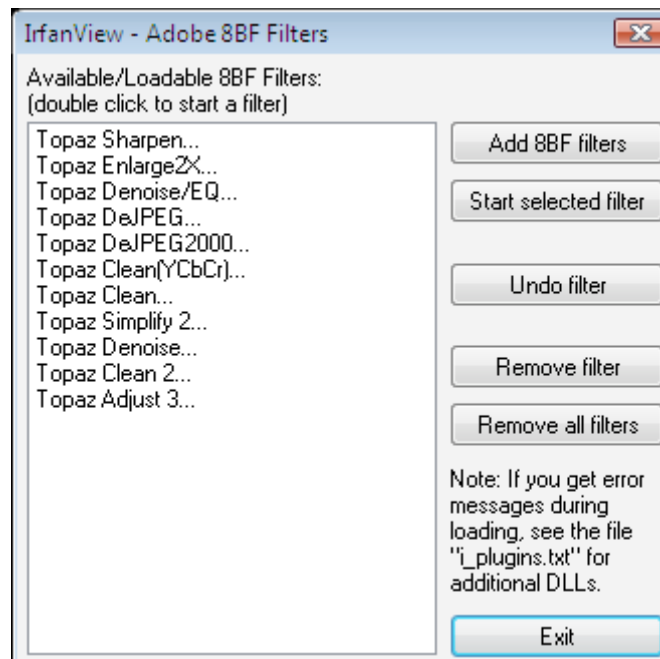 IrfanView - Adobe 8BF Filters
Available/Loadable 8BF Filters:
(double click to start a filter)
Topaz Sharpen...
Topaz Enlarge2X...
Topaz Denoise/EQ...
Topaz DeJPEG...
Topaz DeJPEG2000...
Topaz Clean(YCbCr)...
Topaz Clean...
Topaz Simplify 2...
Topaz Denoise...
Topaz Clean 2...
Topaz Adjust 3...
Add 8BF filters
Start selected filter
Undo filter
Remove filter
Remove all filters
Note: If you get error
messages during
loading, see the file
"i_plugins.txt" for
additional DLLs.
Exit